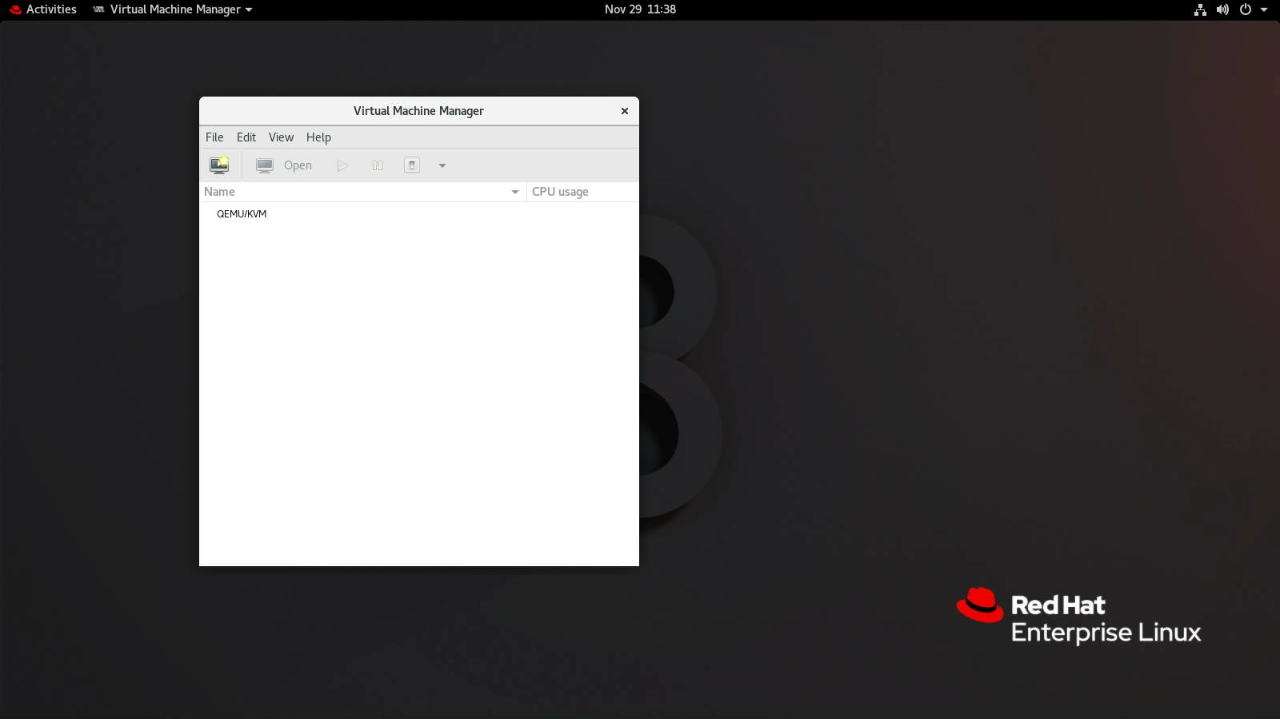 Activities Virtual Machine Manager Nov 29 11:38
Virtual Machine Manager
File Edit View Help
Open
Name CPU usage
QEMU/KVM
Red Hat
Enterprise Linux